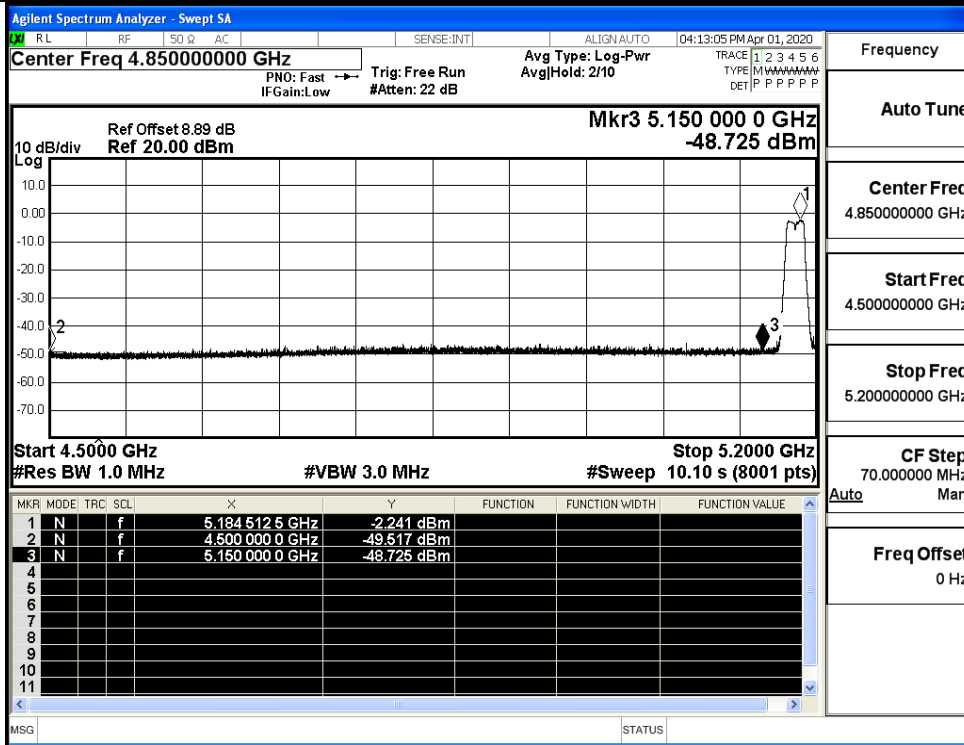 Agilent Spectrum Analyzer - Swept SA
LXI RL RF 50 Ω AC SENSE:INT ALIGN AUTO 04:13:05 PM Apr 01, 2020
Center Freq 4.850000000 GHz
PNO: Fast
IFGain:Low
Trig: Free Run
#Atten: 22 dB
Avg Type: Log-Pwr
Avg|Hold: 2/10
TRACE 1 2 3 4 5 6
TYPE M W W W W W
DET P P P P P P
Mkr3 5.150 000 0 GHz
-48.725 dBm
Ref Offset 8.89 dB
10 dB/div Ref 20.00 dBm
Log
10.0
0.00
-10.0
-20.0
-30.0
-40.0
-50.0
-60.0
-70.0
1
2
3
Start 4.5000 GHz Stop 5.2000 GHz
#Res BW 1.0 MHz #VBW 3.0 MHz #Sweep 10.10 s (8001 pts)
MKR MODE TRC SCL X Y FUNCTION FUNCTION WIDTH FUNCTION VALUE
1 N f 5.184 512 5 GHz -2.241 dBm
2 N f 4.500 000 0 GHz -49.517 dBm
3 N f 5.150 000 0 GHz -48.725 dBm
4
5
6
7
8
9
10
11
MSG STATUS
Frequency
Auto Tune
Center Freq
4.850000000 GHz
Start Freq
4.500000000 GHz
Stop Freq
5.200000000 GHz
CF Step
70.000000 MHz
Auto Man
Freq Offset
0 Hz